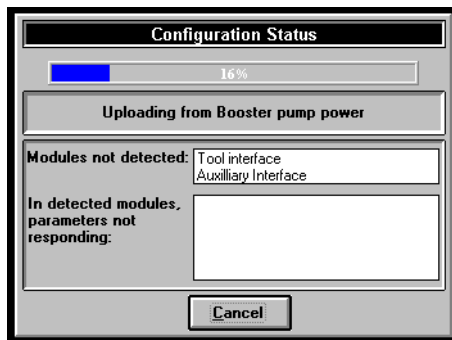 Configuration Status
16%
Uploading from Booster pump power
Modules not detected:
Tool interface
Auxilliary Interface
In detected modules,
parameters not
responding:
Cancel